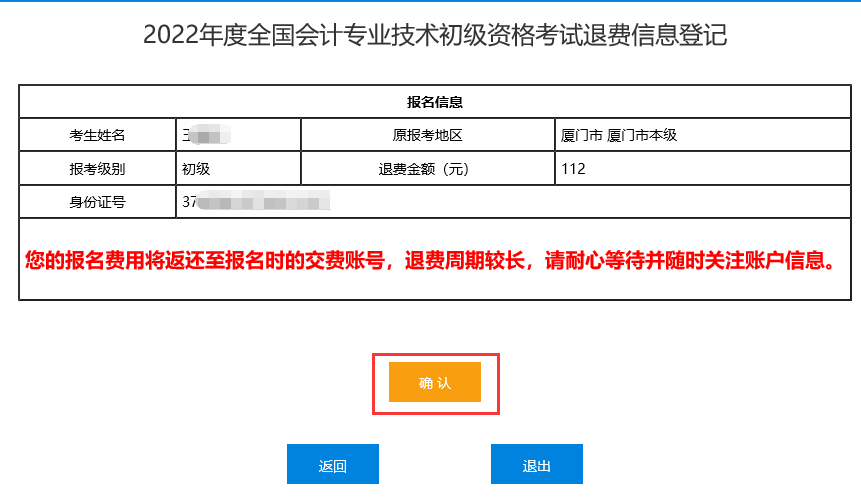 2022年度全国会计专业技术初级资格考试退费信息登记
报名信息
考生姓名 原报考地区 厦门市 厦门市本级
报考级别 初级 退费金额（元） 112
身份证号 37
您的报名费用将返还至报名时的交费账号，退费周期较长，请耐心等待并随时关注账户信息。
确 认
返回 退出